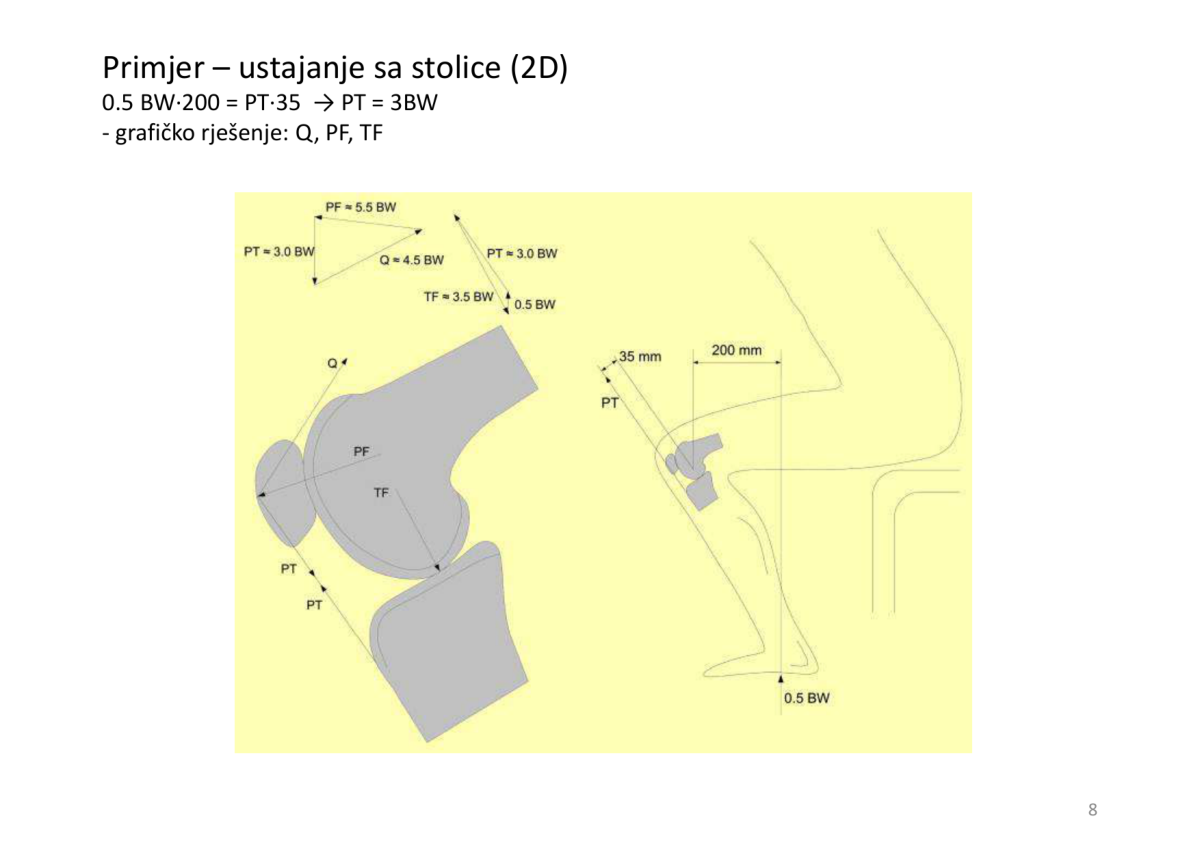 Primjer – ustajanje sa stolice (2D)
0.5 BW·200 = PT·35 → PT = 3BW
- grafičko rješenje: Q, PF, TF
PF ≈ 5.5 BW
PT ≈ 3.0 BW
Q ≈ 4.5 BW
PT ≈ 3.0 BW
TF ≈ 3.5 BW
0.5 BW
Q
PF
TF
PT
PT
35 mm
200 mm
PT
0.5 BW
8